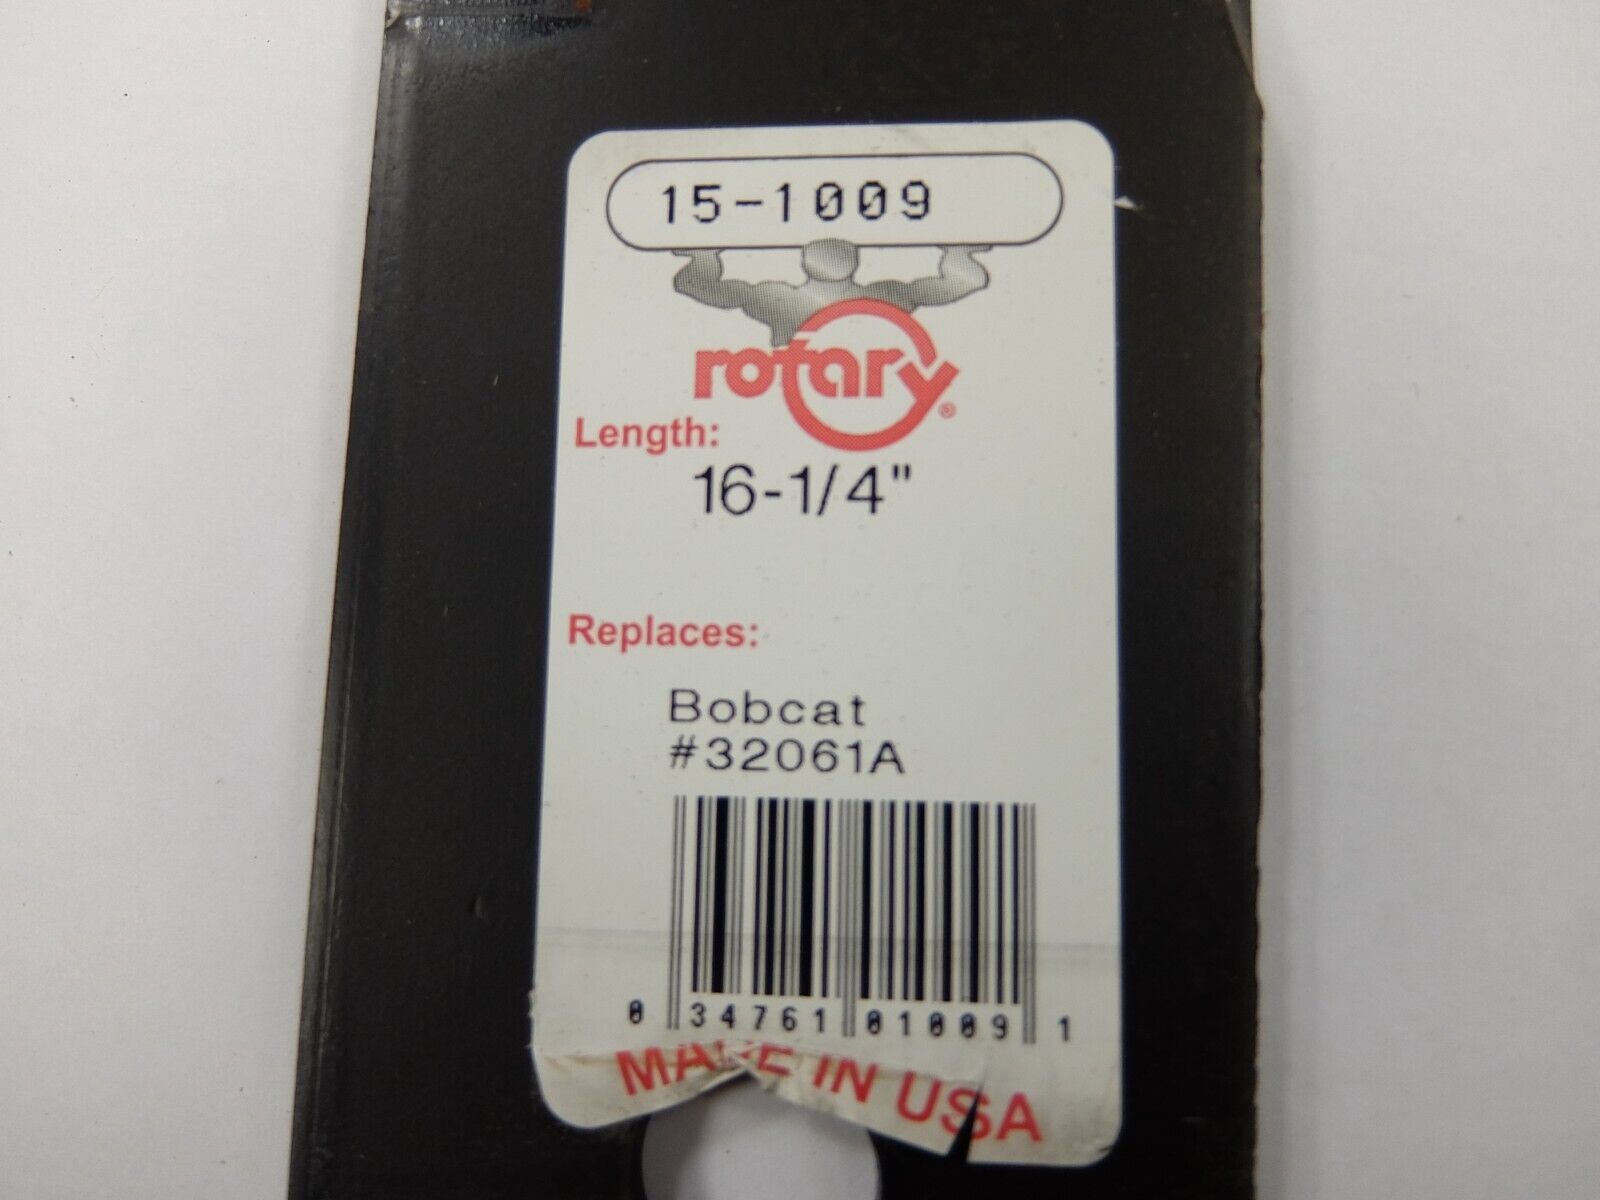 15-1009
rotary®
Length:
16-1/4"
Replaces:
Bobcat
#32061A
0 34761 01009 1
MADE IN USA